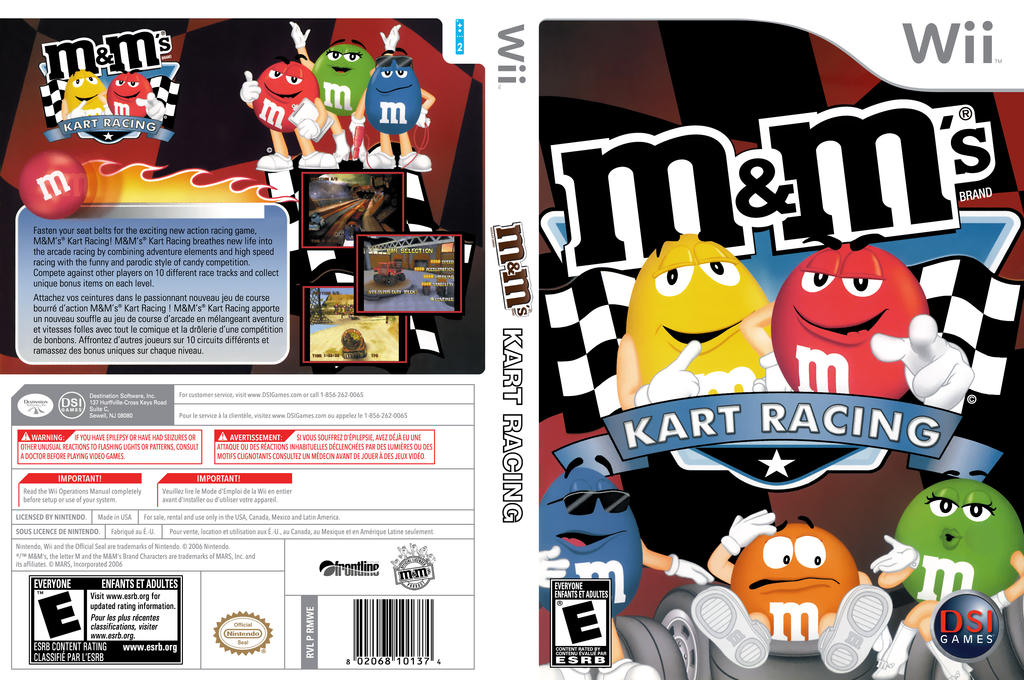 m&m's
BRAND
KART RACING
2
m
m
m
m
Fasten your seat belts for the exciting new action racing game,
M&M's® Kart Racing! M&M's® Kart Racing breathes new life into
the arcade racing by combining adventure elements and high speed
racing with the funny and parodic style of candy competition.
Compete against other players on 10 different race tracks and collect
unique bonus items on each level.
Attachez vos ceintures dans le passionnant nouveau jeu de course
bourré d'action M&M's® Kart Racing ! M&M's® Kart Racing apporte
un nouveau souffle au jeu de course d'arcade en mélangeant aventure
et vitesses folles avec tout le comique et la drôlerie d'une compétition
de bonbons. Affrontez d'autres joueurs sur 10 circuits différents et
ramassez des bonus uniques sur chaque niveau.
SELECTION
SPEED
ACCELERATION
DSI
GAMES
Destination Software, Inc.
137 Hurffville-Cross Keys Road
Suite C,
Sewell, NJ 08080
For customer service, visit www.DSIGames.com or call 1-856-262-0065
Pour le service à la clientèle, visitez www.DSIGames.com ou appelez le 1-856-262-0065
WARNING: IF YOU HAVE EPILEPSY OR HAVE HAD SEIZURES OR
OTHER UNUSUAL REACTIONS TO FLASHING LIGHTS OR PATTERNS, CONSULT
A DOCTOR BEFORE PLAYING VIDEO GAMES.
AVERTISSEMENT: SI VOUS SOUFFREZ D'ÉPILEPSIE, AVEZ DÉJÀ EU UNE
ATTAQUE OU DES RÉACTIONS INHABITUELLES DÉCLENCHÉES PAR DES LUMIÈRES OU DES
MOTIFS CLIGNOTANTS CONSULTEZ UN MÉDECIN AVANT DE JOUER À DES JEUX VIDÉO.
IMPORTANT!
Read the Wii Operations Manual completely
before setup or use of your system.
IMPORTANT!
Veuillez lire le Mode d'Emploi de la Wii en entier
avant d'installer ou d'utiliser votre appareil.
LICENSED BY NINTENDO. Made in USA For sale, rental and use only in the USA, Canada, Mexico and Latin America.
SOUS LICENCE DE NINTENDO. Fabriqué au É.-U. Pour vente, location et utilisation aux É.-U., au Canada, au Mexique et en Amérique Latine seulement.
Nintendo, Wii and the Official Seal are trademarks of Nintendo. © 2006 Nintendo.
®/™ M&M's, the letter M and the M&M's Brand Characters are trademarks of MARS, Inc. and
its affiliates. © MARS, Incorporated 2006
frontline
m&m's
EVERYONE ENFANTS ET ADULTES
E
Visit www.esrb.org for
updated rating information.
Pour les plus récentes
classifications, visiter
www.esrb.org.
ESRB CONTENT RATING www.esrb.org
CLASSIFIÉ PAR L'ESRB
Official
Nintendo
Seal
RVL P RMWE
8 02068 10137 4
Wii
m&m's
KART RACING
Wii™
m&m's®
BRAND
m
m
KART RACING
©
m
m
m
EVERYONE
ENFANTS ET ADULTES
E
CONTENT RATED BY
CONTENU ÉVALUÉ PAR
ESRB
DSI
GAMES